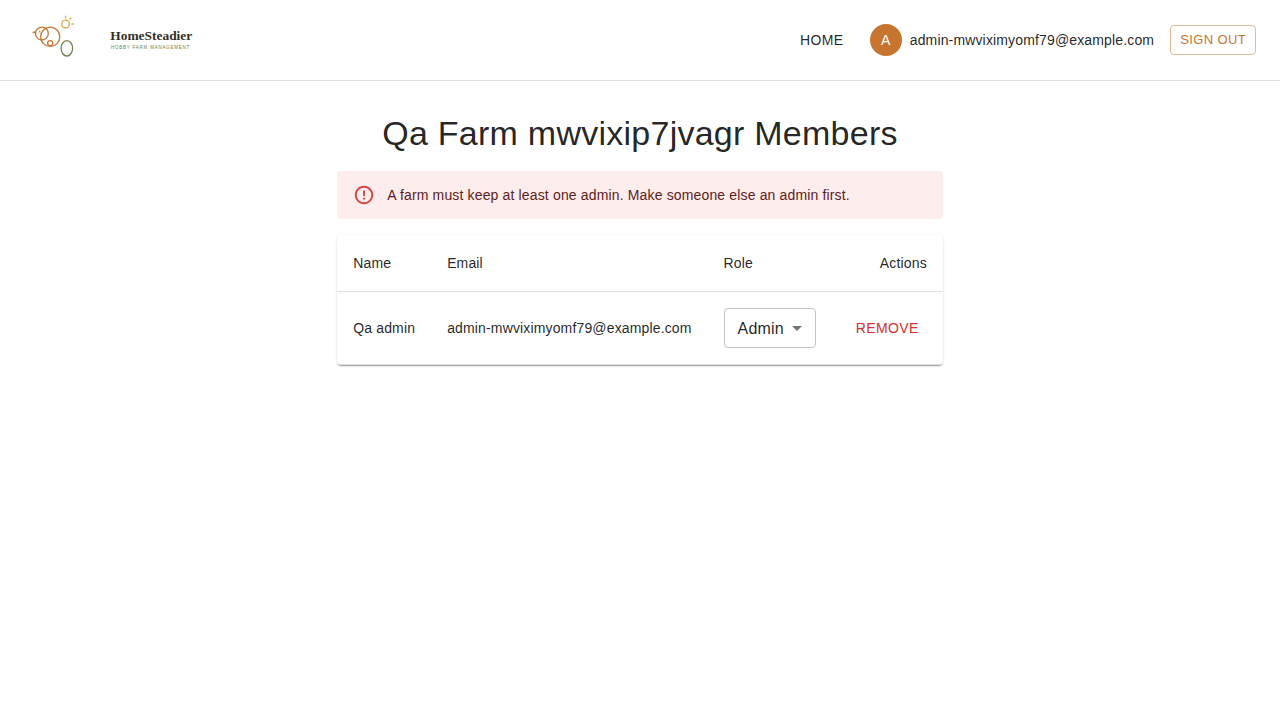 HomeSteadier
HOBBY FARM MANAGEMENT
HOME
A
admin-mwviximyomf79@example.com
SIGN OUT
Qa Farm mwvixip7jvagr Members
A farm must keep at least one admin. Make someone else an admin first.
Name Email Role Actions
Qa admin admin-mwviximyomf79@example.com Admin REMOVE